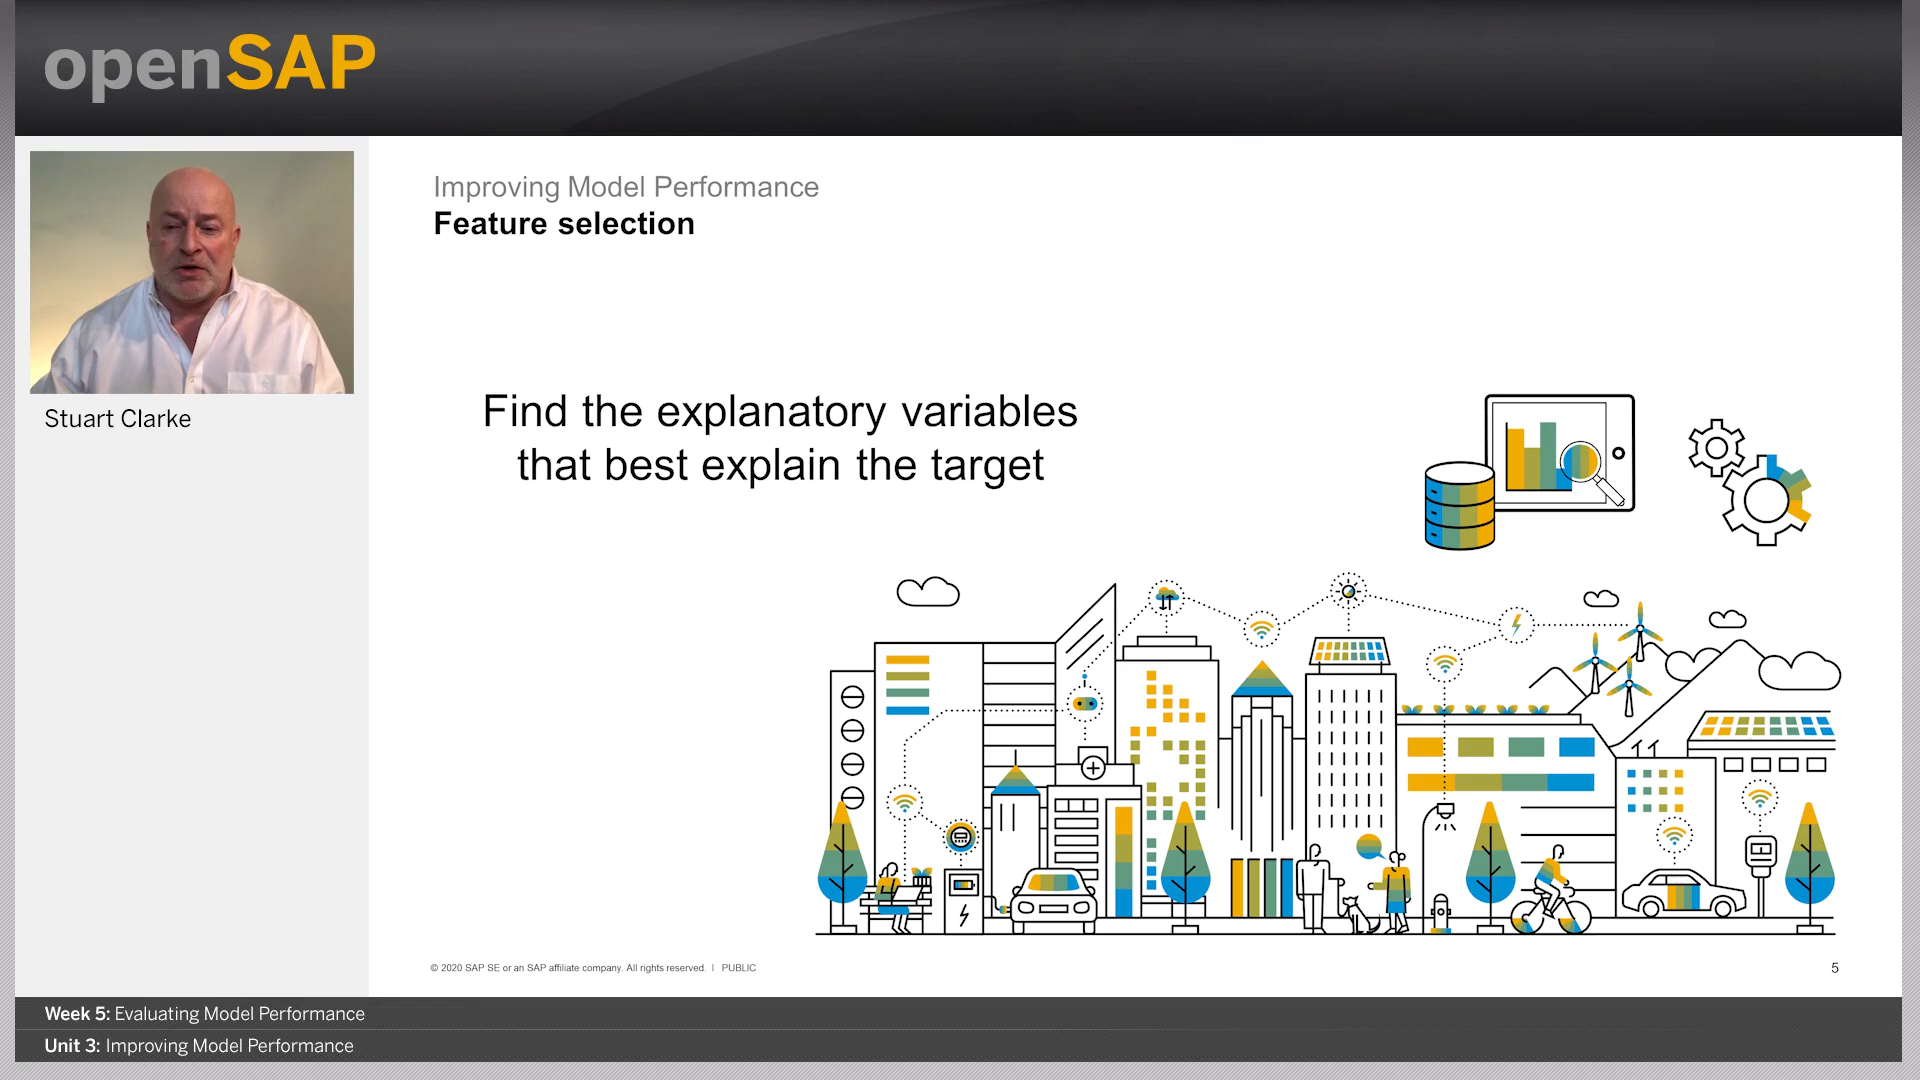 openSAP
Improving Model Performance
Feature selection
Stuart Clarke
Find the explanatory variables
that best explain the target
© 2020 SAP SE or an SAP affiliate company. All rights reserved. | PUBLIC
5
Week 5: Evaluating Model Performance
Unit 3: Improving Model Performance